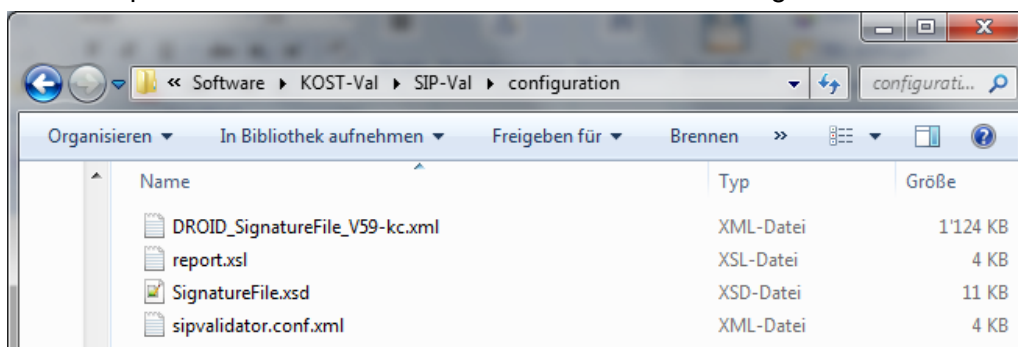 « Software ▸ KOST-Val ▸ SIP-Val ▸ configuration
configurati...
Organisieren In Bibliothek aufnehmen Freigeben für Brennen »
Name Typ Größe
DROID_SignatureFile_V59-kc.xml XML-Datei 1'124 KB
report.xsl XSL-Datei 4 KB
SignatureFile.xsd XSD-Datei 11 KB
sipvalidator.conf.xml XML-Datei 4 KB